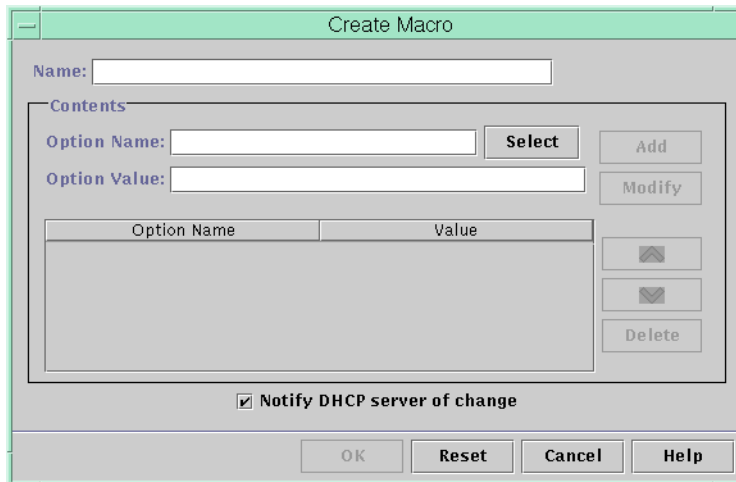 Create Macro
Name:
Contents
Option Name: Select Add
Option Value: Modify
Option Name Value
Delete
Notify DHCP server of change
OK Reset Cancel Help